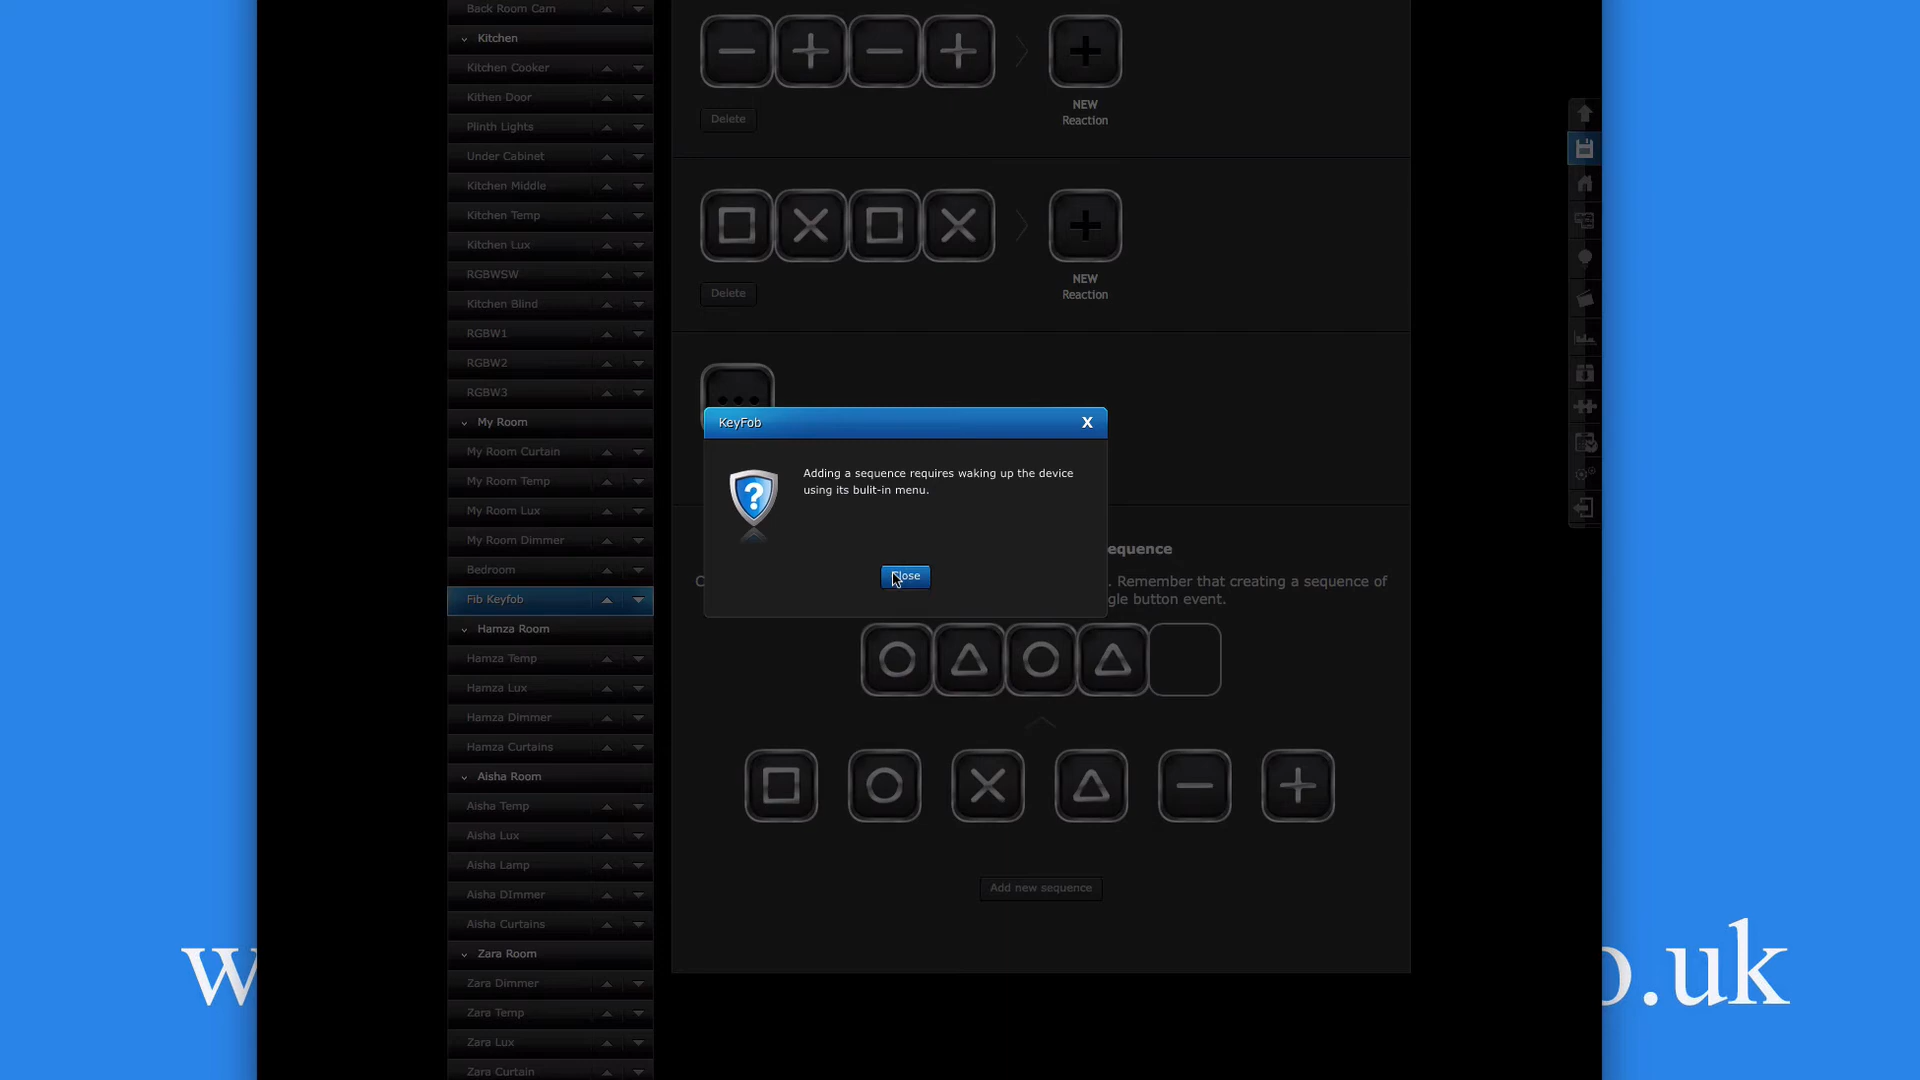 Back Room Cam
Kitchen
Kitchen Cooker
Kithen Door
Plinth Lights
Under Cabinet
Kitchen Middle
Kitchen Temp
Kitchen Lux
RGBWSW
Kitchen Blind
RGBW1
RGBW2
RGBW3
My Room
My Room Curtain
My Room Temp
My Room Lux
My Room Dimmer
Bedroom
Fib Keyfob
Hamza Room
Hamza Temp
Hamza Lux
Hamza Dimmer
Hamza Curtains
Aisha Room
Aisha Temp
Aisha Lux
Aisha Lamp
Aisha DImmer
Aisha Curtains
Zara Room
Zara Dimmer
Zara Temp
Zara Lux
Zara Curtain
NEW
Reaction
Delete
NEW
Reaction
Delete
KeyFob
X
Adding a sequence requires waking up the device
using its bulit-in menu.
Close
equence
. Remember that creating a sequence of
gle button event.
Add new sequence
w
o.uk